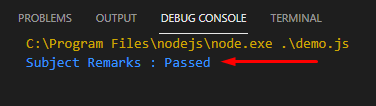 PROBLEMS OUTPUT DEBUG CONSOLE TERMINAL
C:\Program Files\nodejs\node.exe .\demo.js
Subject Remarks : Passed